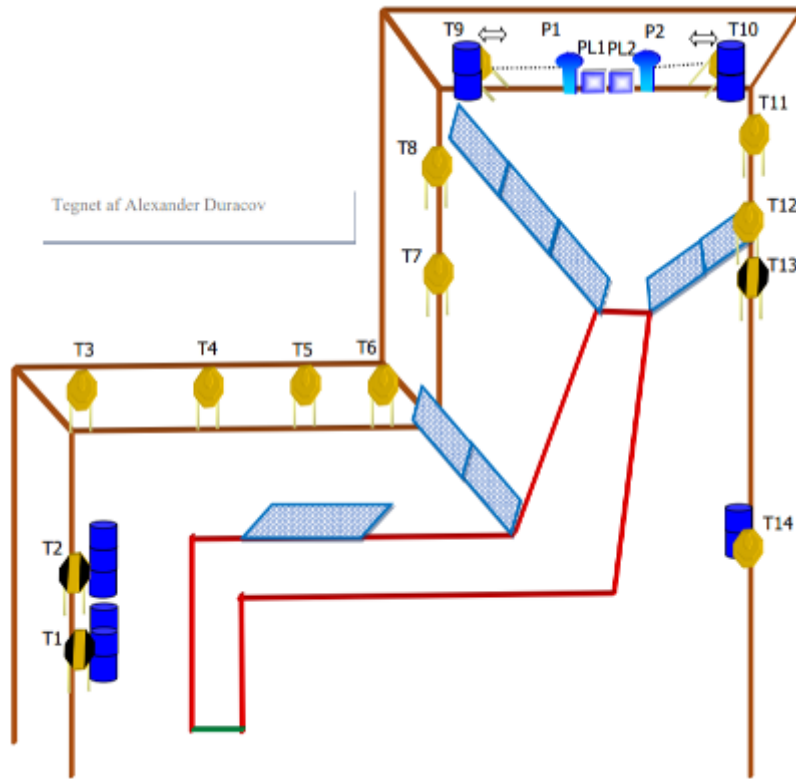 T9 P1 P2 T10
PL1 PL2
T11
T8
Tegnet af Alexander Duracov
T12
T7
T13
T3 T4 T5 T6
T14
T2
T1